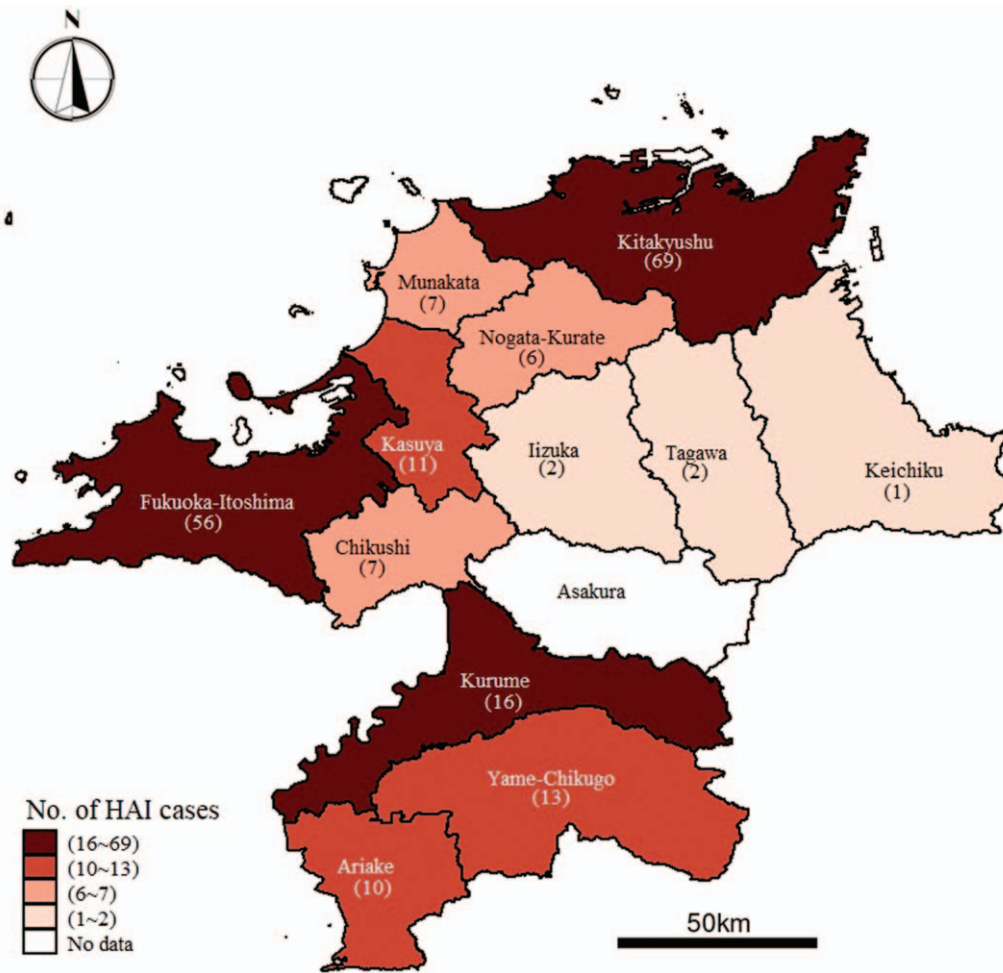 N
Kitakyushu
(69)
Munakata
(7)
Nogata-Kurate
(6)
Kasuya
(11)
Iizuka
(2)
Tagawa
(2)
Keichiku
(1)
Fukuoka-Itoshima
(56)
Chikushi
(7)
Asakura
Kurume
(16)
Yame-Chikugo
(13)
Ariake
(10)
No. of HAI cases
(16~69)
(10~13)
(6~7)
(1~2)
No data
50km